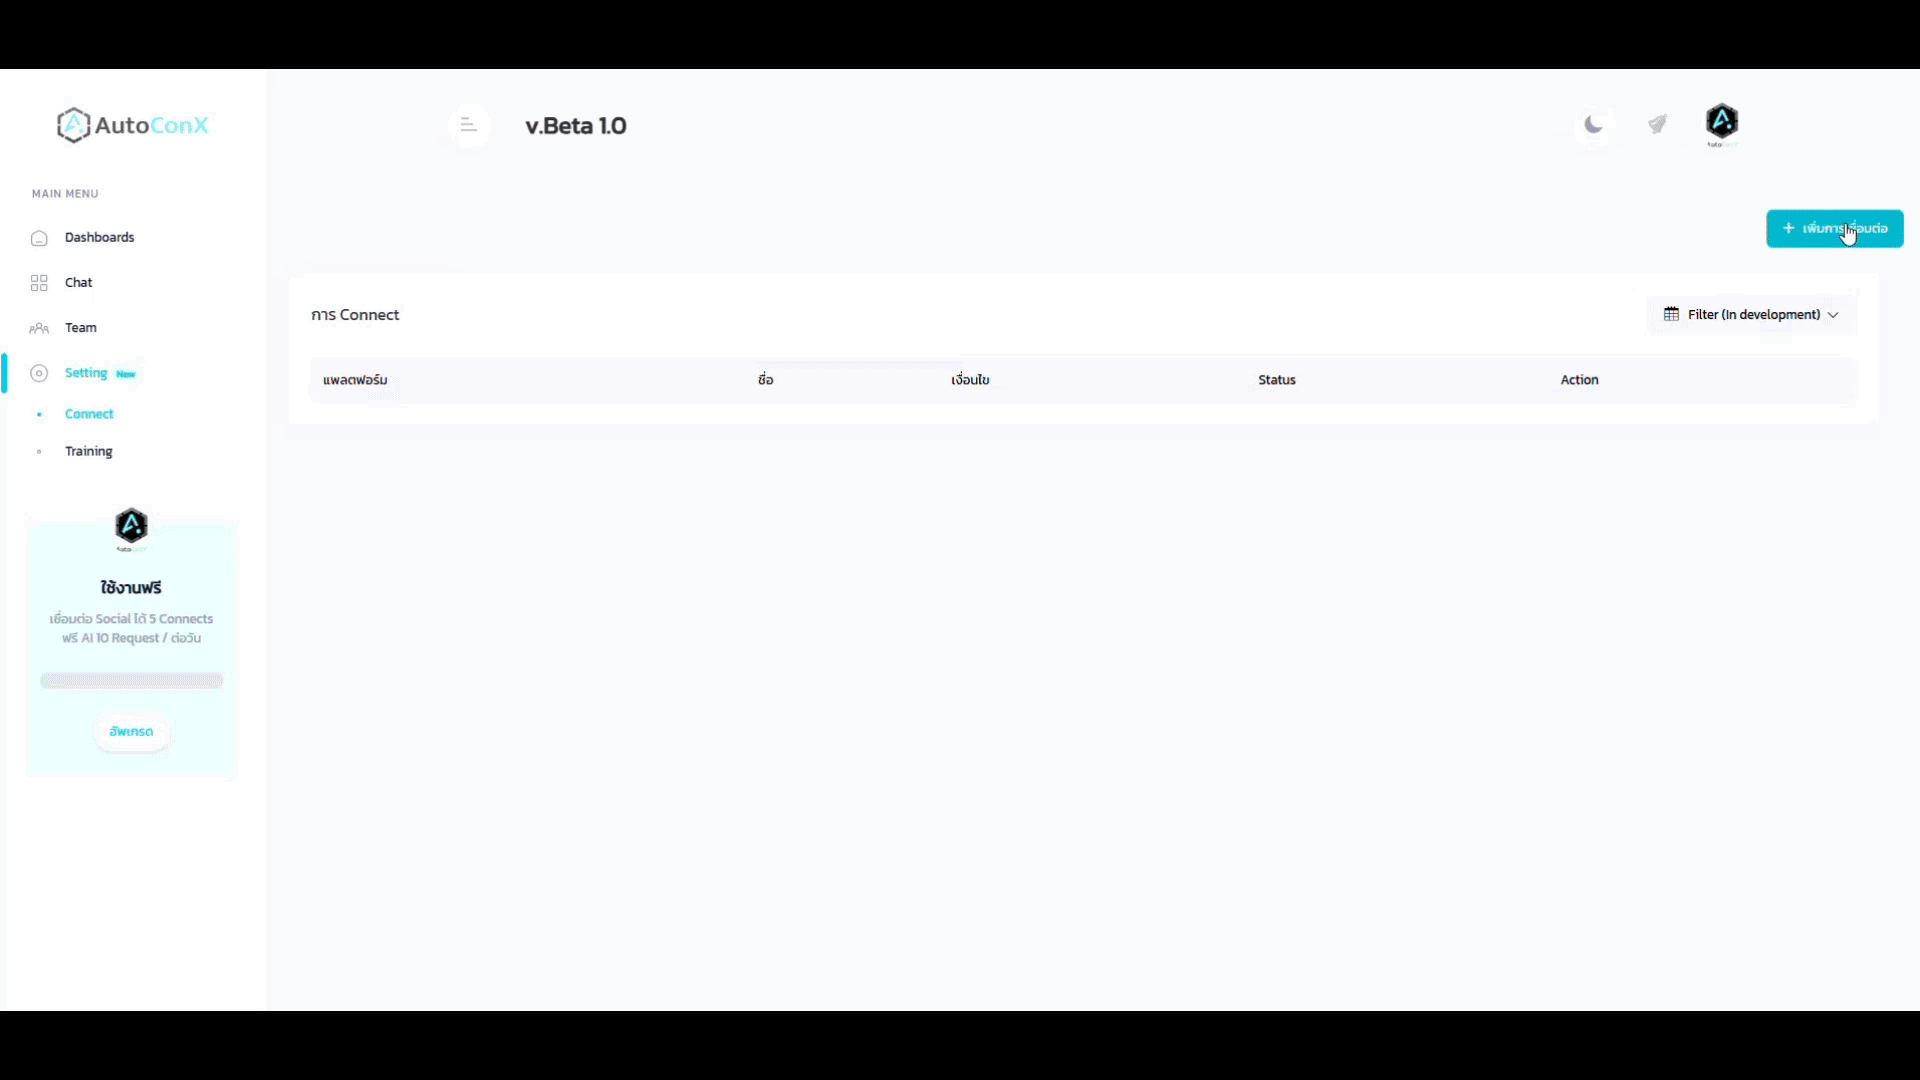 AutoConX
v.Beta 1.0
MAIN MENU
Dashboards
Chat
Team
Setting New
Connect
Training
ใช้งานฟรี
เชื่อมต่อ Social ได้ 5 Connects
ฟรี AI 10 Request / ต่อวัน
อัพเกรด
+ เพิ่มการเชื่อมต่อ
การ Connect
Filter (In development)
แพลตฟอร์ม ชื่อ เงื่อนไข Status Action